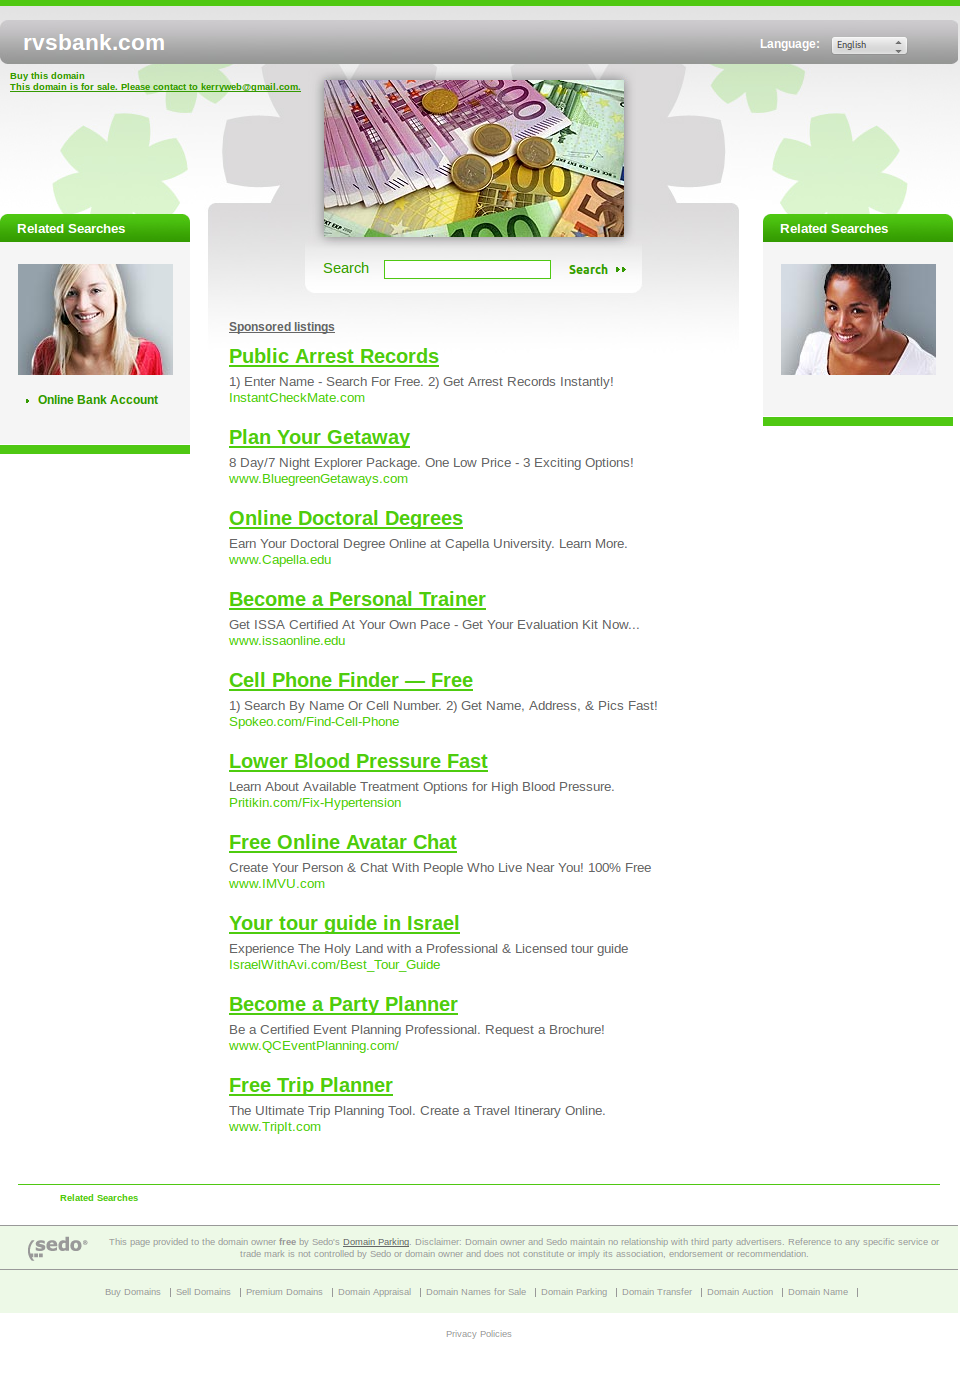 rvsbank.com
Language: English
Buy this domain
This domain is for sale. Please contact to kerryweb@gmail.com.
Related Searches
Online Bank Account
Search Search
Sponsored listings
Public Arrest Records
1) Enter Name - Search For Free. 2) Get Arrest Records Instantly!
InstantCheckMate.com
Plan Your Getaway
8 Day/7 Night Explorer Package. One Low Price - 3 Exciting Options!
www.BluegreenGetaways.com
Online Doctoral Degrees
Earn Your Doctoral Degree Online at Capella University. Learn More.
www.Capella.edu
Become a Personal Trainer
Get ISSA Certified At Your Own Pace - Get Your Evaluation Kit Now...
www.issaonline.edu
Cell Phone Finder — Free
1) Search By Name Or Cell Number. 2) Get Name, Address, & Pics Fast!
Spokeo.com/Find-Cell-Phone
Lower Blood Pressure Fast
Learn About Available Treatment Options for High Blood Pressure.
Pritikin.com/Fix-Hypertension
Free Online Avatar Chat
Create Your Person & Chat With People Who Live Near You! 100% Free
www.IMVU.com
Your tour guide in Israel
Experience The Holy Land with a Professional & Licensed tour guide
IsraelWithAvi.com/Best_Tour_Guide
Become a Party Planner
Be a Certified Event Planning Professional. Request a Brochure!
www.QCEventPlanning.com/
Free Trip Planner
The Ultimate Trip Planning Tool. Create a Travel Itinerary Online.
www.TripIt.com
Related Searches
Related Searches
sedo®
This page provided to the domain owner free by Sedo's Domain Parking. Disclaimer: Domain owner and Sedo maintain no relationship with third party advertisers. Reference to any specific service or
trade mark is not controlled by Sedo or domain owner and does not constitute or imply its association, endorsement or recommendation.
Buy Domains | Sell Domains | Premium Domains | Domain Appraisal | Domain Names for Sale | Domain Parking | Domain Transfer | Domain Auction | Domain Name |
Privacy Policies